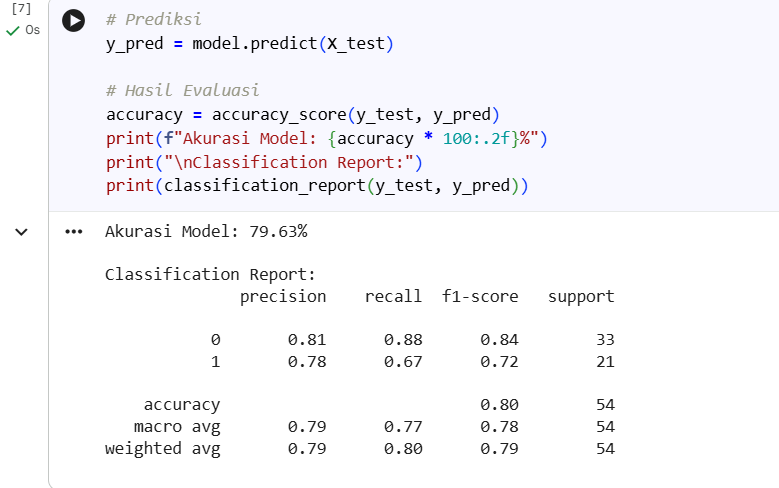 [7]
0s
# Prediksi
y_pred = model.predict(X_test)
# Hasil Evaluasi
accuracy = accuracy_score(y_test, y_pred)
print(f"Akurasi Model: {accuracy * 100:.2f}%")
print("\nClassification Report:")
print(classification_report(y_test, y_pred))
Akurasi Model: 79.63%
Classification Report:
precision recall f1-score support
0 0.81 0.88 0.84 33
1 0.78 0.67 0.72 21
accuracy 0.80 54
macro avg 0.79 0.77 0.78 54
weighted avg 0.79 0.80 0.79 54